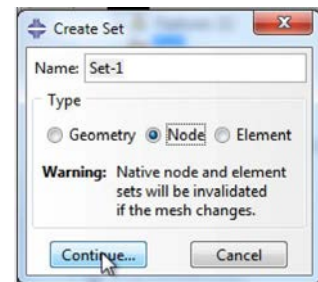 Create Set
Name: Set-1
Type
Geometry Node Element
Warning: Native node and element
sets will be invalidated
if the mesh changes.
Continue... Cancel